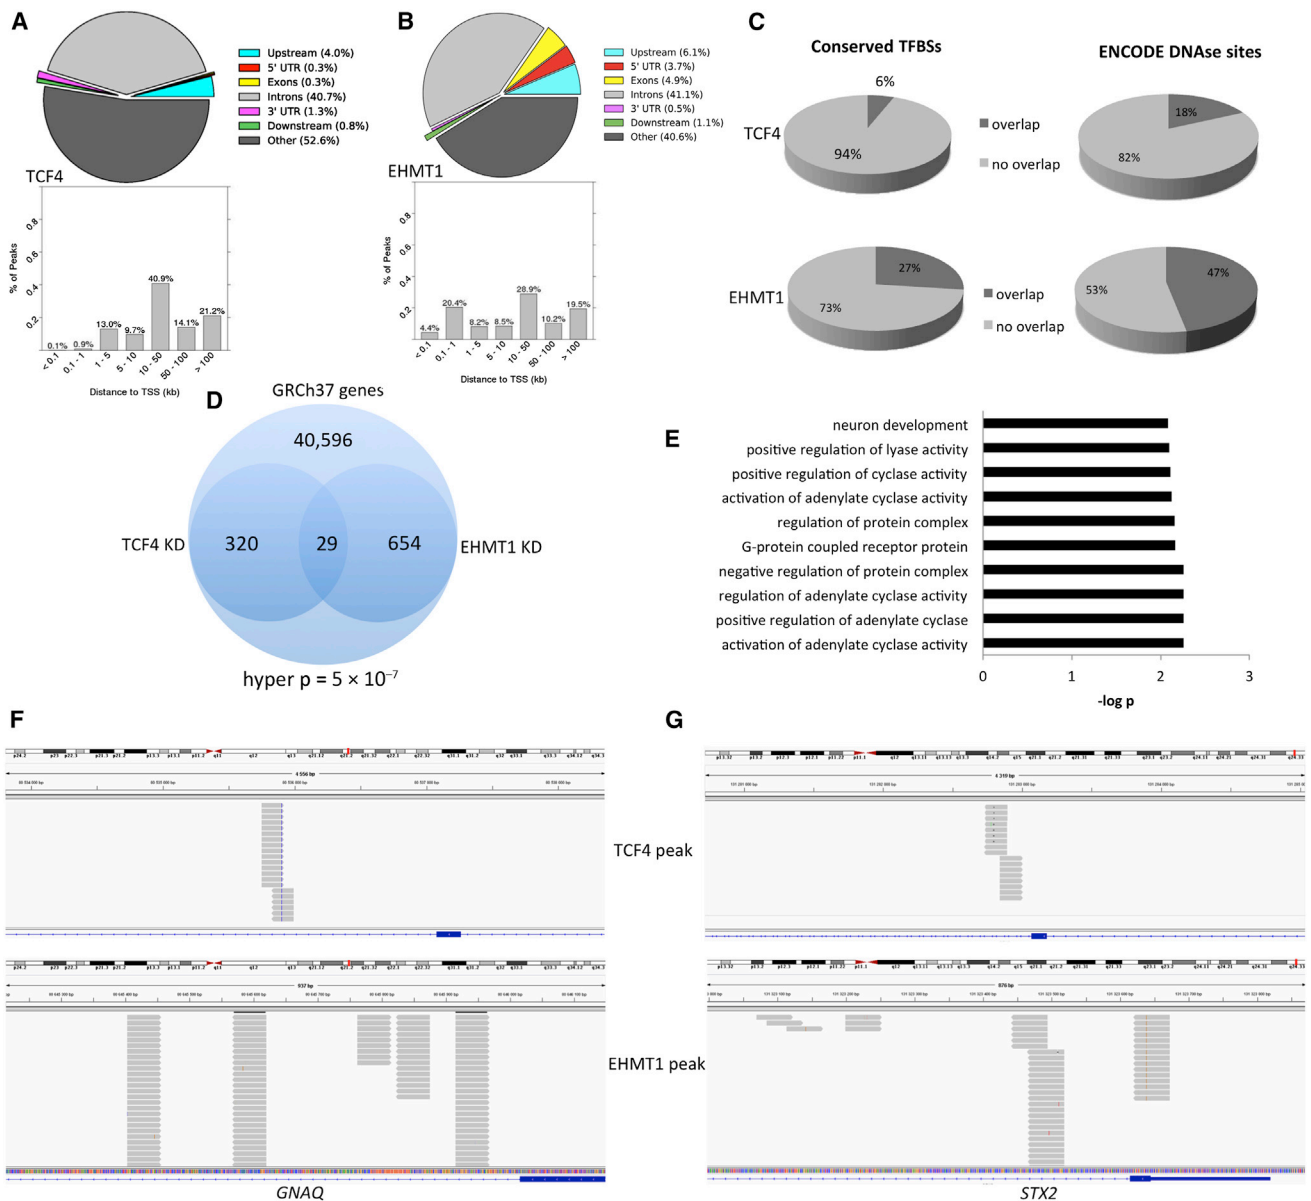 A
Upstream (4.0%)
5' UTR (0.3%)
Exons (0.3%)
Introns (40.7%)
3' UTR (1.3%)
Downstream (0.8%)
Other (52.6%)
TCF4
% of Peaks
0.8
0.6
0.4
0.2
0.1%
0.9%
13.0%
9.7%
40.9%
14.1%
21.2%
< 0.1
0.1 - 1
1 - 5
5 - 10
10 - 50
50 - 100
> 100
Distance to TSS (kb)
B
Upstream (6.1%)
5' UTR (3.7%)
Exons (4.9%)
Introns (41.1%)
3' UTR (0.5%)
Downstream (1.1%)
Other (40.6%)
EHMT1
% of Peaks
0.8
0.6
0.4
0.2
4.4%
20.4%
8.2%
8.5%
28.9%
10.2%
19.5%
< 0.1
0.1 - 1
1 - 5
5 - 10
10 - 50
50 - 100
> 100
Distance to TSS (kb)
C
Conserved TFBSs
ENCODE DNAse sites
TCF4
6%
94%
overlap
no overlap
18%
82%
EHMT1
27%
73%
overlap
no overlap
47%
53%
D
GRCh37 genes
40,596
TCF4 KD
320
29
654
EHMT1 KD
hyper p = 5 × 10⁻⁷
E
neuron development
positive regulation of lyase activity
positive regulation of cyclase activity
activation of adenylate cyclase activity
regulation of protein complex
G-protein coupled receptor protein
negative regulation of protein complex
regulation of adenylate cyclase activity
positive regulation of adenylate cyclase
activation of adenylate cyclase activity
0
1
2
3
-log p
F
4 556 bp
937 bp
GNAQ
TCF4 peak
EHMT1 peak
G
4 319 bp
876 bp
STX2